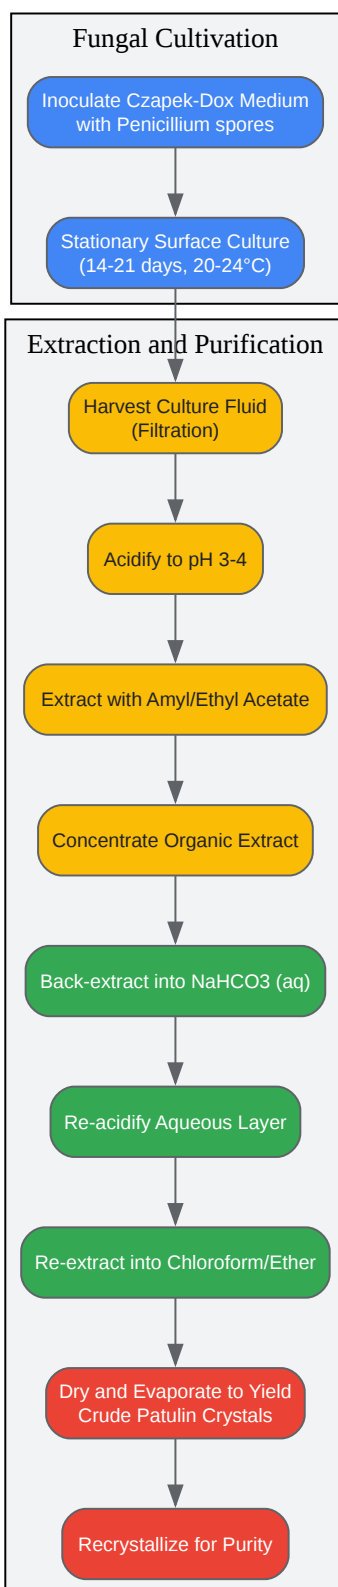 Fungal Cultivation
Inoculate Czapek-Dox Medium
with Penicillium spores
Stationary Surface Culture
(14-21 days, 20-24°C)
Extraction and Purification
Harvest Culture Fluid
(Filtration)
Acidify to pH 3-4
Extract with Amyl/Ethyl Acetate
Concentrate Organic Extract
Back-extract into NaHCO3 (aq)
Re-acidify Aqueous Layer
Re-extract into Chloroform/Ether
Dry and Evaporate to Yield
Crude Patulin Crystals
Recrystallize for Purity